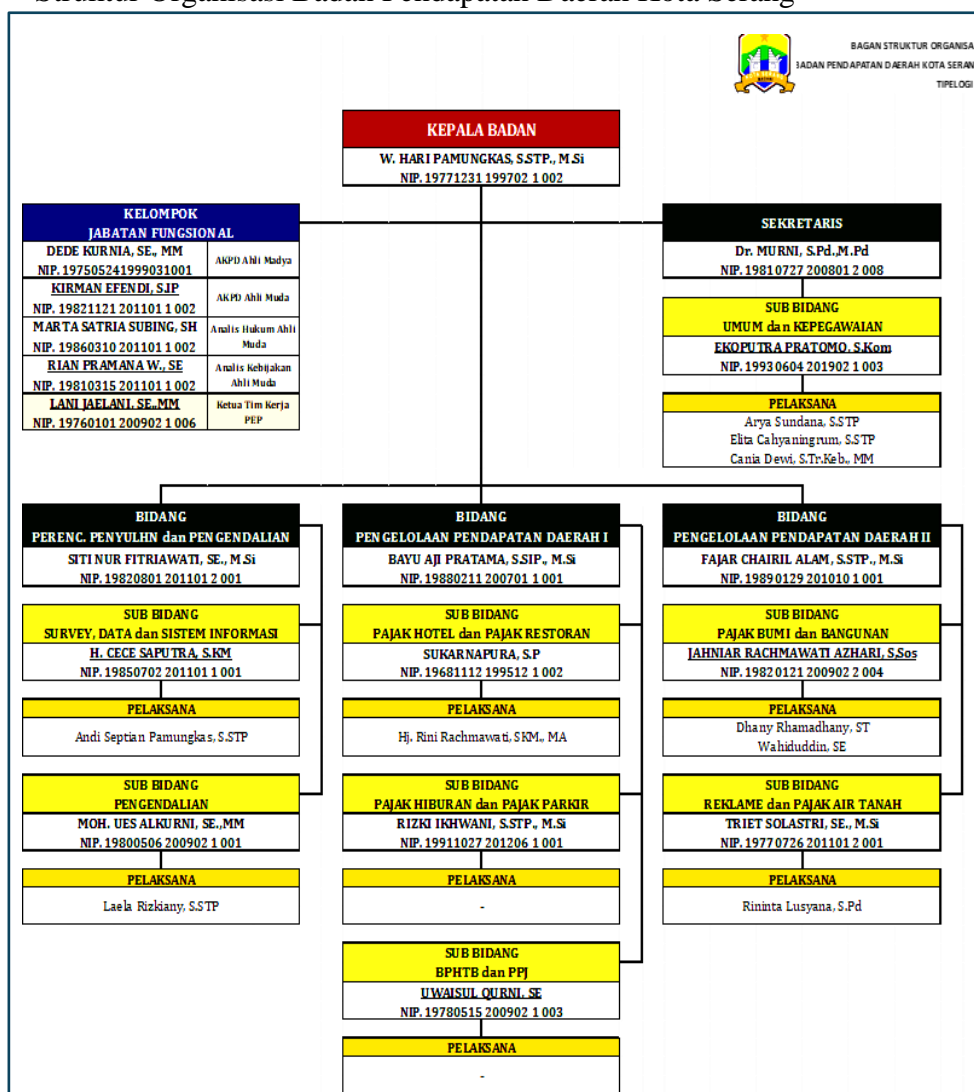 Struktur Organisasi Badan Pendapatan Daerah Kota Serang
BAGAN STRUKTUR ORGANISA
BADAN PENDAPATAN DAERAH KOTA SERAN
TIPELOGI
KEPALA BADAN
W. HARI PAMUNGKAS, S.STP., M.Si
NIP. 19771231 199702 1 002
KELOMPOK
JABATAN FUNGSIONAL
DEDE KURNIA, SE., MM
NIP. 197505241999031001
AKPD Ahli Madya
KIRMAN EFENDI, S.IP
NIP. 19821121 201101 1 002
AKPD Ahli Muda
MARTA SATRIA SUBING, SH
NIP. 19860310 201101 1 002
Analis Hukum Ahli
Muda
RIAN PRAMANA W., SE
NIP. 19810315 201101 1 002
Analis Kebijakan
Ahli Muda
LANI JAELANI, SE.,MM
NIP. 19760101 200902 1 006
Ketua Tim Kerja
PEP
SEKRETARIS
Dr. MURNI, S.Pd.,M.Pd
NIP. 19810727 200801 2 008
SUB BIDANG
UMUM dan KEPEGAWAIAN
EKOPUTRA PRATOMO, S.Kom
NIP. 19930604 201902 1 003
PELAKSANA
Arya Sundana, S.STP
Elita Cahyaningrum, S.STP
Cania Dewi, S.Tr.Keb., MM
BIDANG
PERENC. PENYULHN dan PENGENDALIAN
SITI NUR FITRIAWATI, SE., M.Si
NIP. 19820801 201101 2 001
SUB BIDANG
SURVEY, DATA dan SISTEM INFORMASI
H. CECE SAPUTRA, S.KM
NIP. 19850702 201101 1 001
PELAKSANA
Andi Septian Pamungkas, S.STP
SUB BIDANG
PENGENDALIAN
MOH. UES ALKURNI, SE.,MM
NIP. 19800506 200902 1 001
PELAKSANA
Laela Rizkiany, S.STP
BIDANG
PENGELOLAAN PENDAPATAN DAERAH I
BAYU AJI PRATAMA, S.SIP., M.Si
NIP. 19880211 200701 1 001
SUB BIDANG
PAJAK HOTEL dan PAJAK RESTORAN
SUKARNAPURA, S.P
NIP. 19681112 199512 1 002
PELAKSANA
Hj. Rini Rachmawati, SKM., MA
SUB BIDANG
PAJAK HIBURAN dan PAJAK PARKIR
RIZKI IKHWANI, S.STP., M.Si
NIP. 19911027 201206 1 001
PELAKSANA
-
SUB BIDANG
BPHTB dan PPJ
UWAISUL QURNI, SE
NIP. 19780515 200902 1 003
PELAKSANA
-
BIDANG
PENGELOLAAN PENDAPATAN DAERAH II
FAJAR CHAIRIL ALAM, S.STP., M.Si
NIP. 19890129 201010 1 001
SUB BIDANG
PAJAK BUMI dan BANGUNAN
JAHNIAR RACHMAWATI AZHARI, S,Sos
NIP. 19820121 200902 2 004
PELAKSANA
Dhany Rhamadhany, ST
Wahiduddin, SE
SUB BIDANG
REKLAME dan PAJAK AIR TANAH
TRIET SOLASTRI, SE., M.Si
NIP. 19770726 201101 2 001
PELAKSANA
Rininta Lusyana, S.Pd